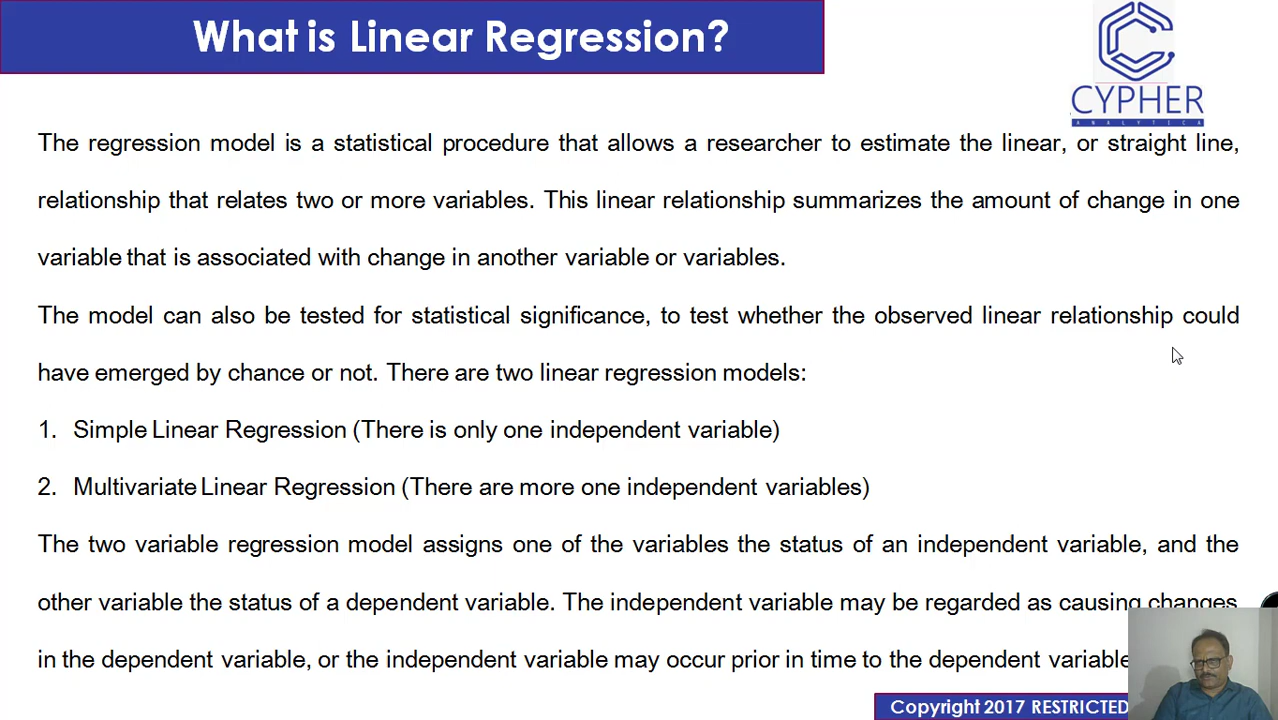 What is Linear Regression?
CYPHER
ANALYTICA
The regression model is a statistical procedure that allows a researcher to estimate the linear, or straight line,
relationship that relates two or more variables. This linear relationship summarizes the amount of change in one
variable that is associated with change in another variable or variables.
The model can also be tested for statistical significance, to test whether the observed linear relationship could
have emerged by chance or not. There are two linear regression models:
1. Simple Linear Regression (There is only one independent variable)
2. Multivariate Linear Regression (There are more one independent variables)
The two variable regression model assigns one of the variables the status of an independent variable, and the
other variable the status of a dependent variable. The independent variable may be regarded as causing changes
in the dependent variable, or the independent variable may occur prior in time to the dependent variable
Copyright 2017 RESTRICTED